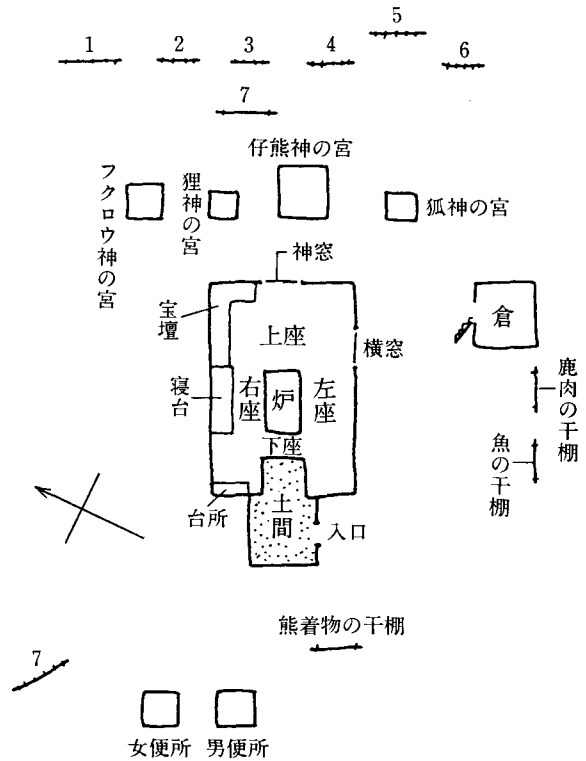 5
1
2
3
4
6
7
仔熊神の宮
フクロウ神の宮
狸神の宮
狐神の宮
神窓
宝壇
上座
横窓
倉
寝台
右座
炉
左座
鹿肉の干棚
下座
魚の干棚
台所
土間
入口
熊着物の干棚
7
女便所
男便所